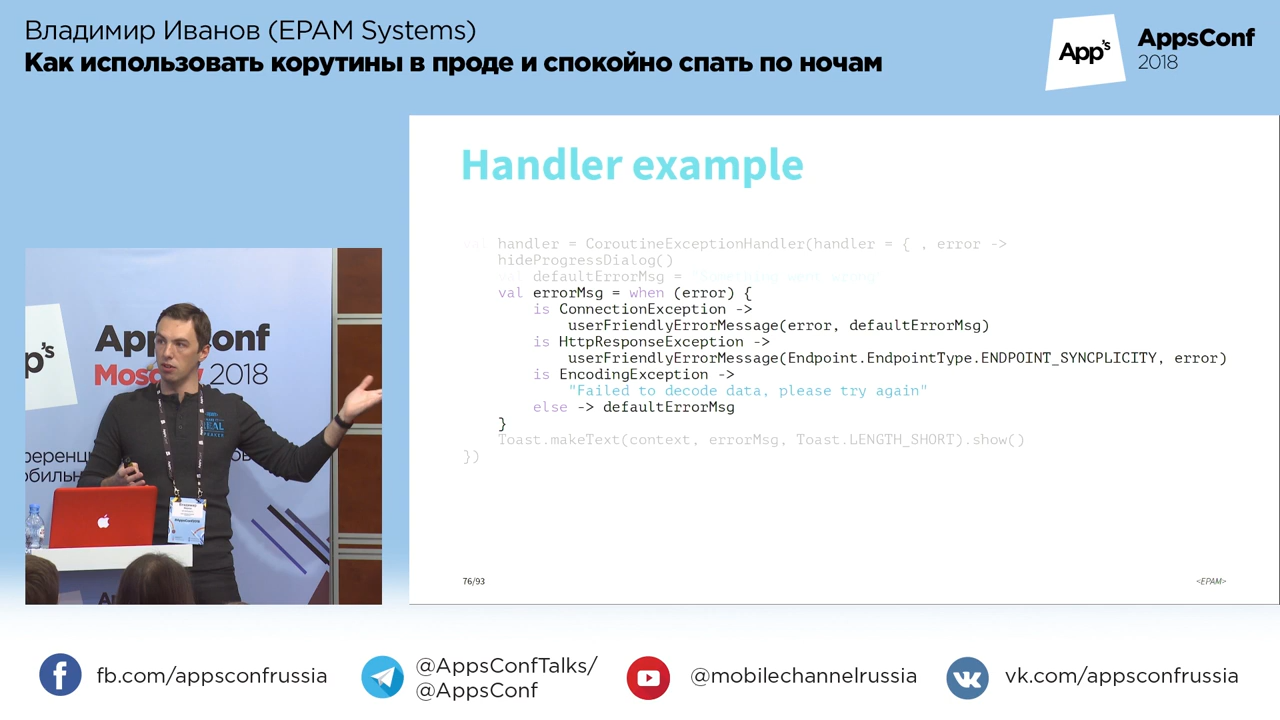 Владимир Иванов (EPAM Systems)
Как использовать корутины в проде и спокойно спать по ночам
App's
AppsConf
2018
Handler example
val handler = CoroutineExceptionHandler(handler = { , error ->
hideProgressDialog()
val defaultErrorMsg = "Something went wrong"
val errorMsg = when (error) {
is ConnectionException ->
userFriendlyErrorMessage(error, defaultErrorMsg)
is HttpResponseException ->
userFriendlyErrorMessage(Endpoint.EndpointType.ENDPOINT_SYNCPLICITY, error)
is EncodingException ->
"Failed to decode data, please try again"
else -> defaultErrorMsg
}
Toast.makeText(context, errorMsg, Toast.LENGTH_SHORT).show()
})
76/93
<EPAM>
p's
AppsConf
Moscow 2018
fb.com/appsconfrussia
@AppsConfTalks/
@AppsConf
@mobilechannelrussia
vk.com/appsconfrussia